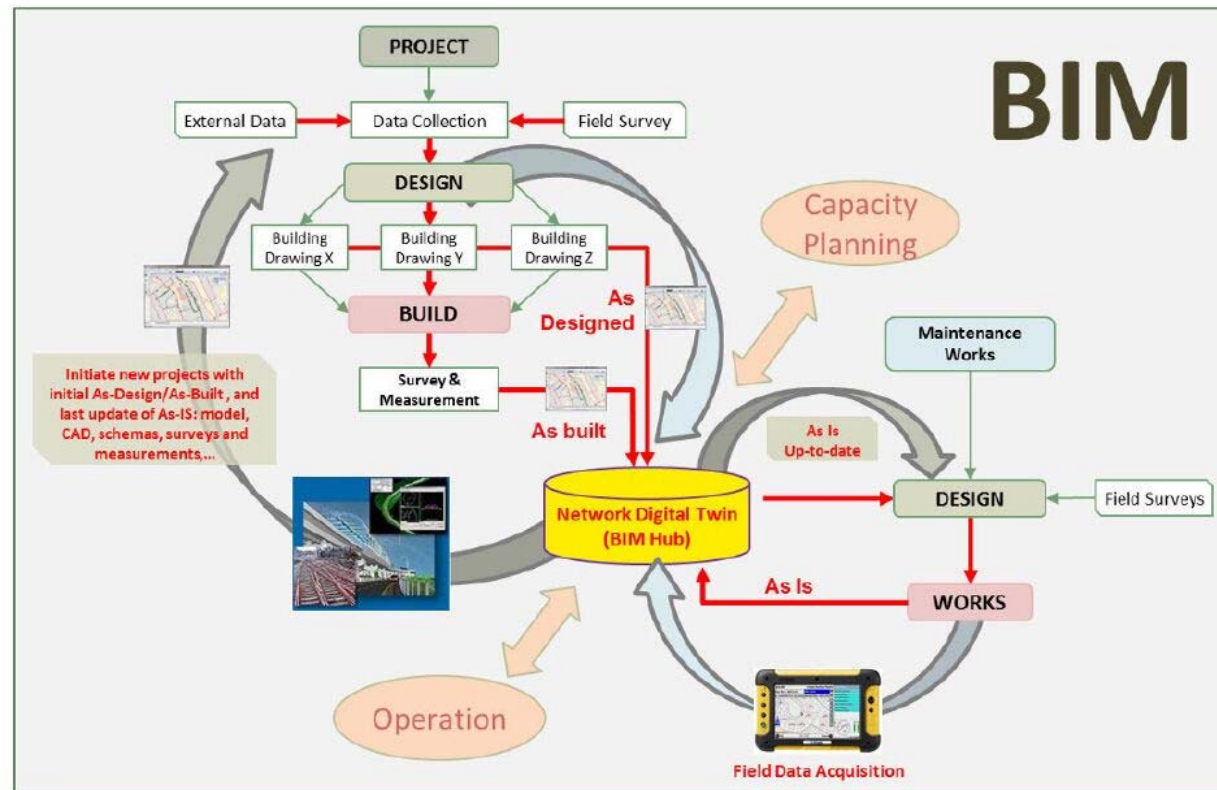 BIM
PROJECT
External Data
Data Collection
Field Survey
DESIGN
Building
Drawing X
Building
Drawing Y
Building
Drawing Z
BUILD
As
Designed
Survey &
Measurement
As built
Capacity
Planning
Initiate new projects with
initial As-Design/As-Built , and
last update of As-IS: model,
CAD, schemas, surveys and
measurements,...
Maintenance
Works
As Is
Up-to-date
Network Digital Twin
(BIM Hub)
DESIGN
Field Surveys
As Is
WORKS
Operation
Field Data Acquisition